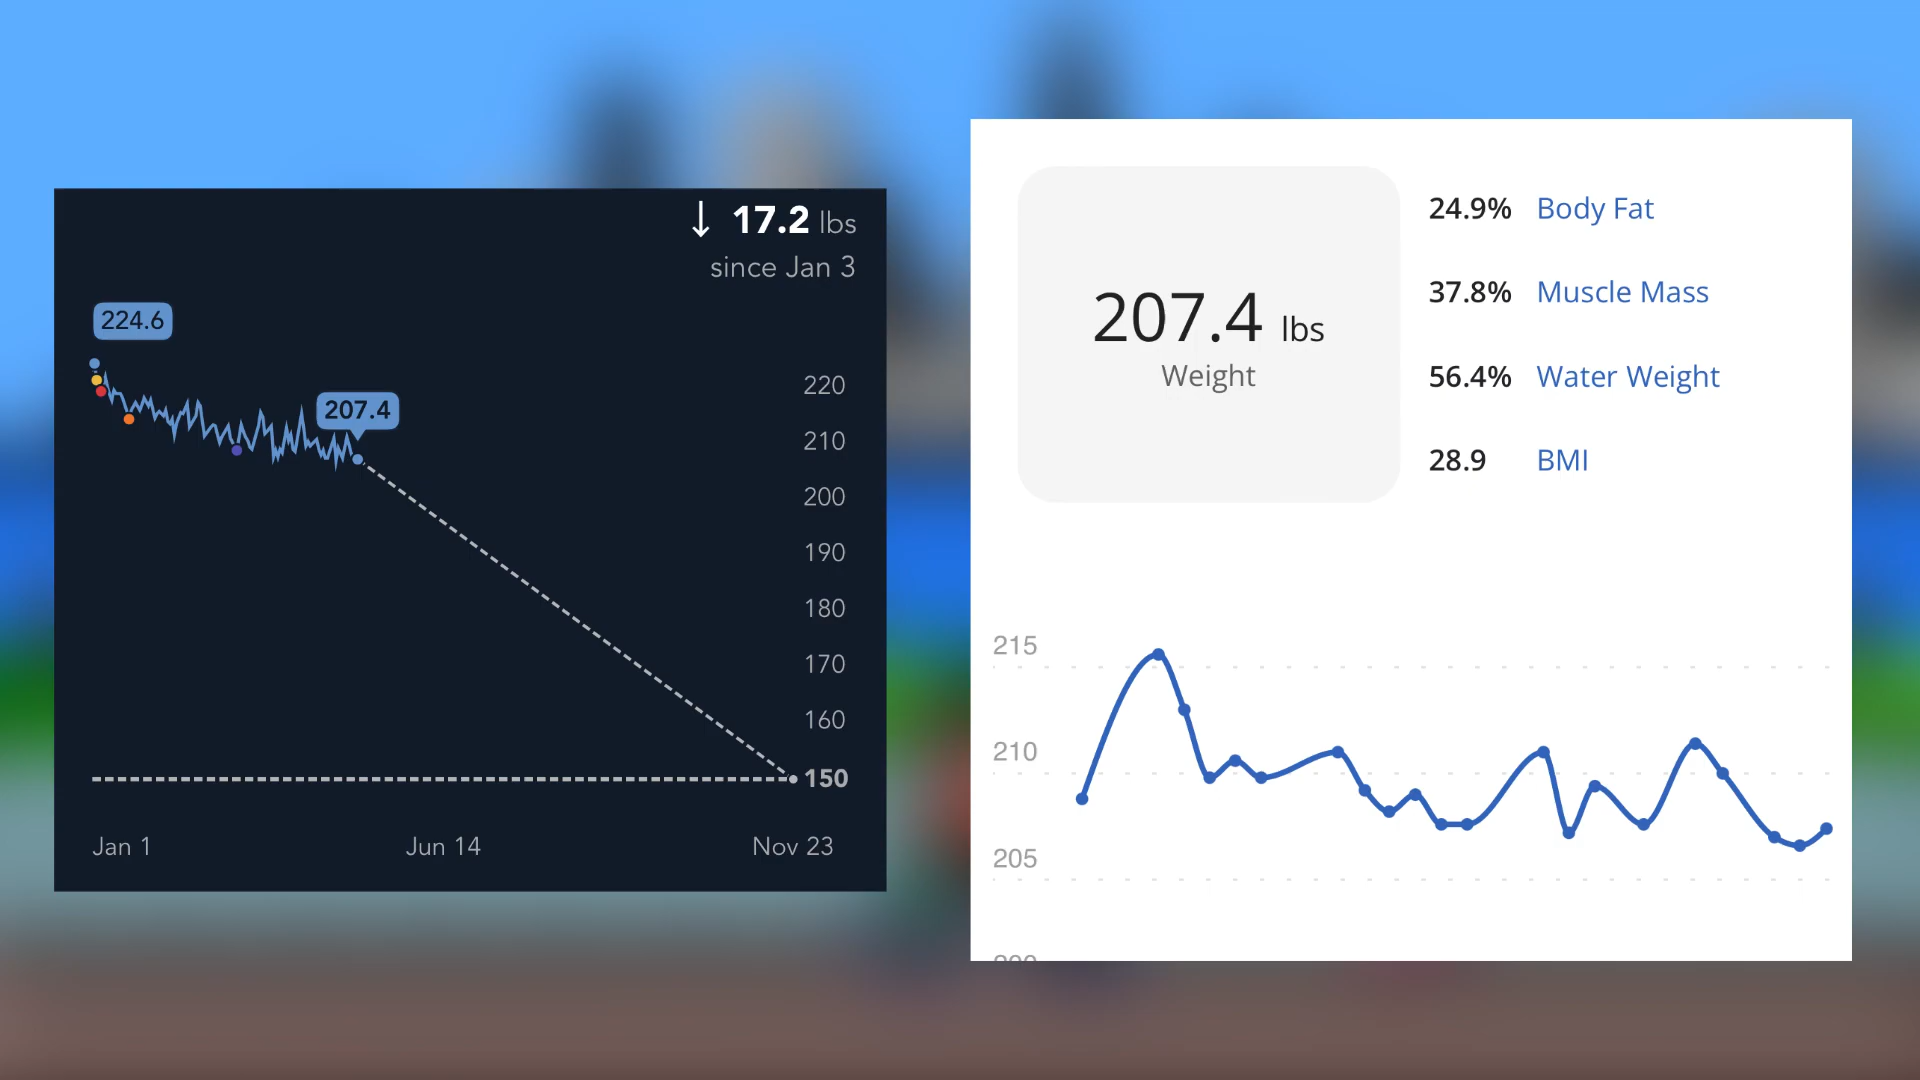 ↓ 17.2 lbs
since Jan 3
224.6
207.4
220
210
200
190
180
170
160
150
Jan 1 Jun 14 Nov 23
207.4 lbs
Weight
24.9% Body Fat
37.8% Muscle Mass
56.4% Water Weight
28.9 BMI
215
210
205